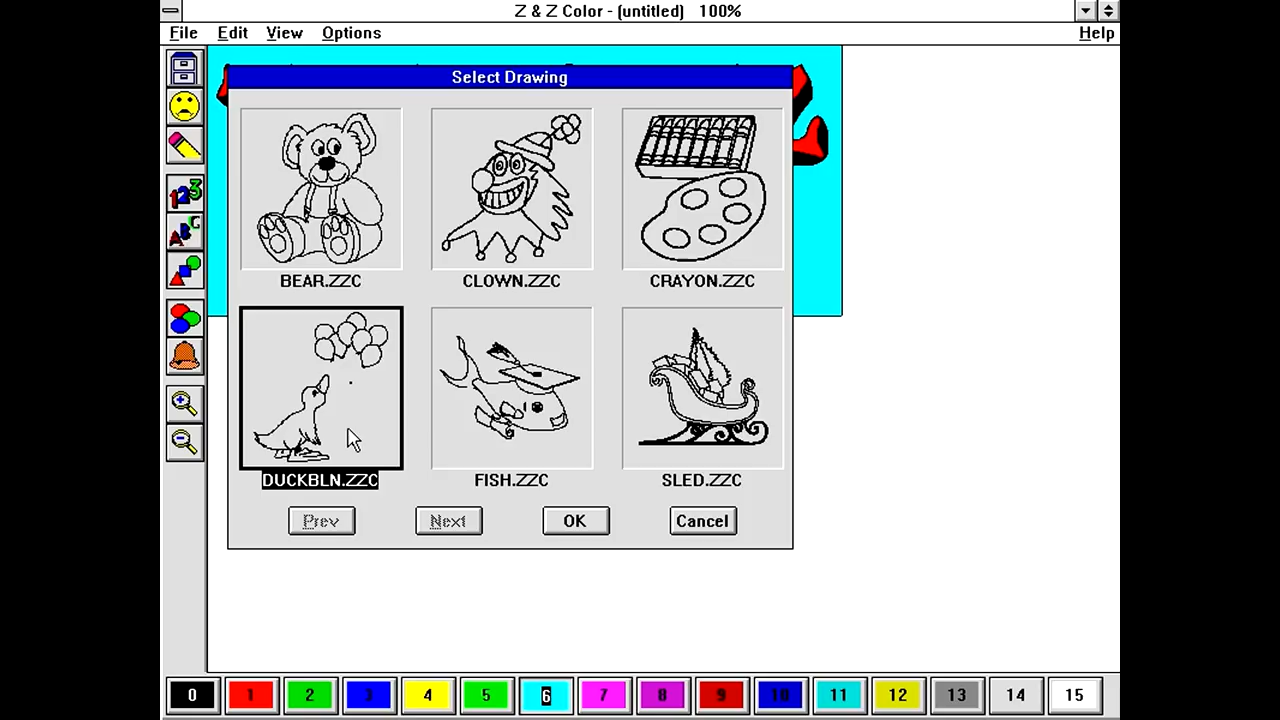 Z & Z Color - (untitled) 100%
File Edit View Options Help
Select Drawing
BEAR.ZZC CLOWN.ZZC CRAYON.ZZC
DUCKBLN.ZZC FISH.ZZC SLED.ZZC
Prev Next OK Cancel
123
ABC
0 1 2 3 4 5 6 7 8 9 10 11 12 13 14 15